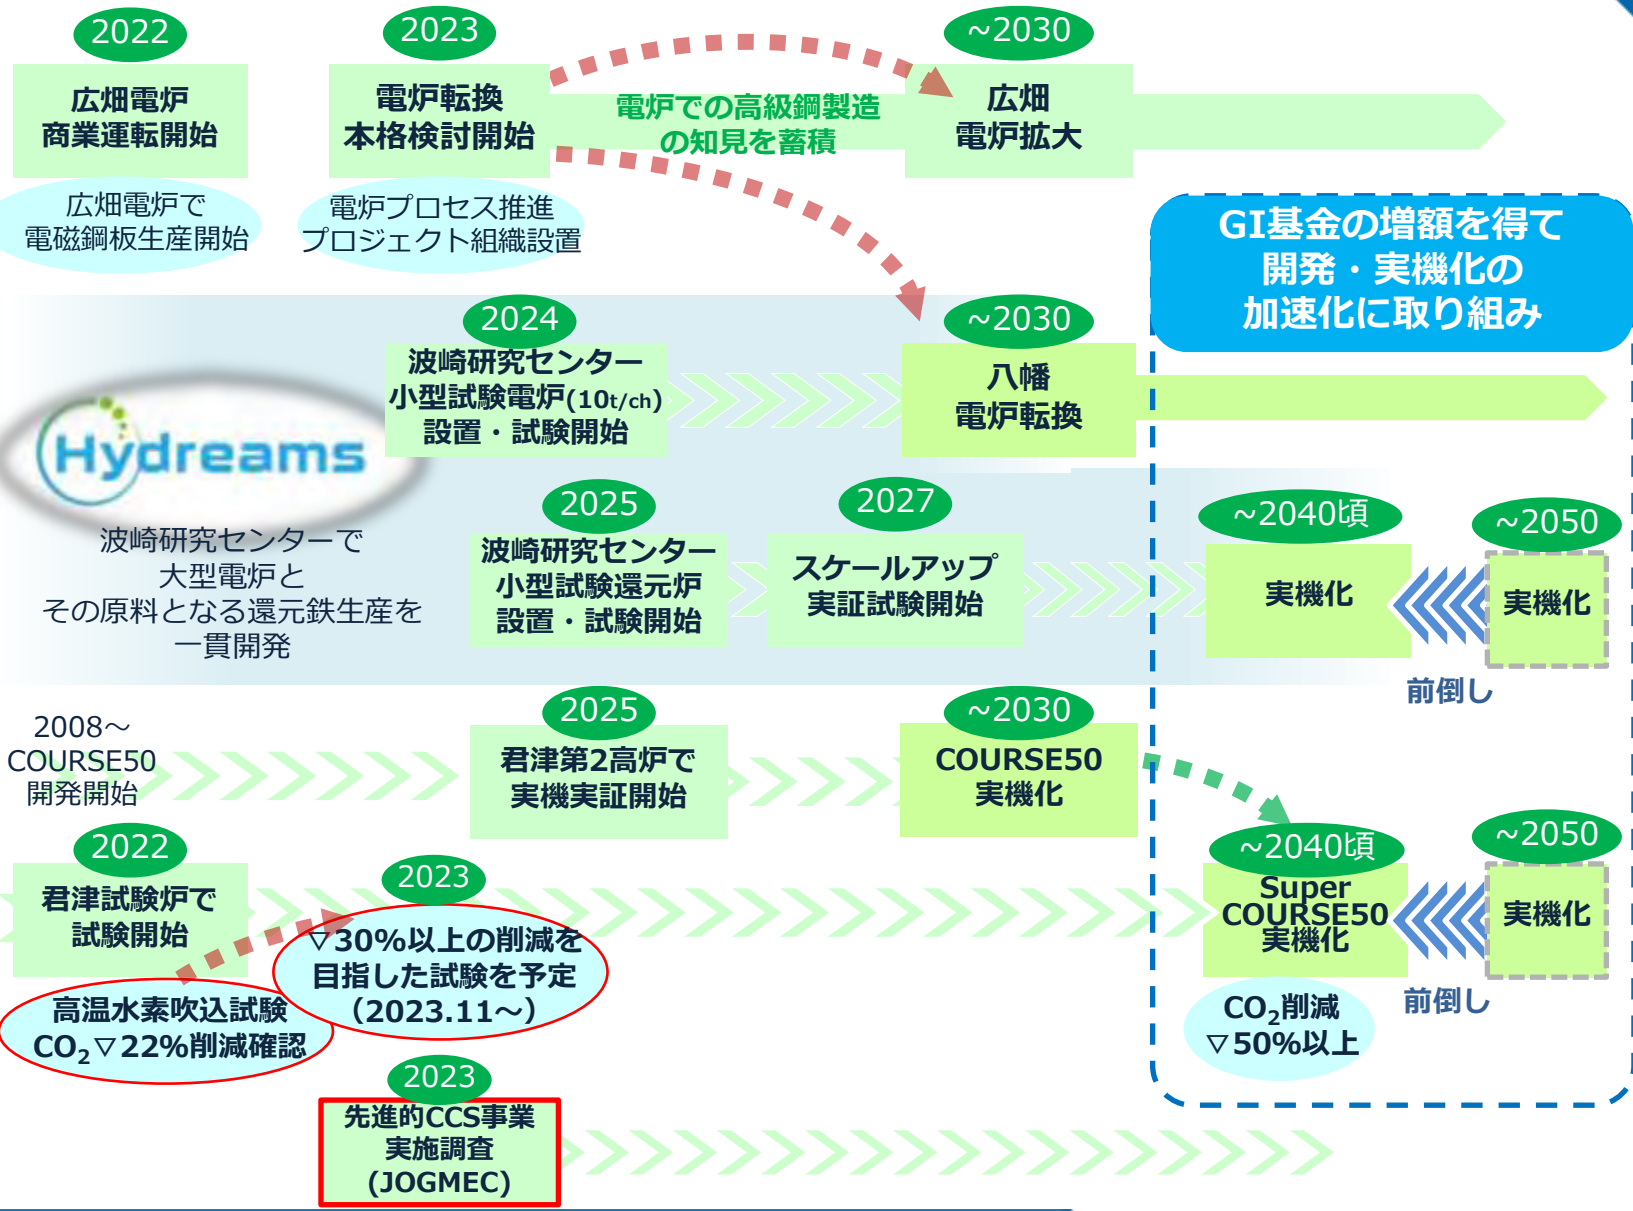 2022
広畑電炉
商業運転開始
広畑電炉で
電磁鋼板生産開始
2023
電炉転換
本格検討開始
電炉プロセス推進
プロジェクト組織設置
電炉での高級鋼製造
の知見を蓄積
~2030
広畑
電炉拡大
GI基金の増額を得て
開発・実機化の
加速化に取り組み
Hydreams
波崎研究センターで
大型電炉と
その原料となる還元鉄生産を
一貫開発
2024
波崎研究センター
小型試験電炉(10t/ch)
設置・試験開始
~2030
八幡
電炉転換
2025
波崎研究センター
小型試験還元炉
設置・試験開始
2027
スケールアップ
実証試験開始
~2040頃
実機化
~2050
実機化
前倒し
2008～
COURSE50
開発開始
2025
君津第2高炉で
実機実証開始
~2030
COURSE50
実機化
2022
君津試験炉で
試験開始
高温水素吹込試験
CO₂▽22%削減確認
2023
▽30%以上の削減を
目指した試験を予定
（2023.11～）
~2040頃
Super
COURSE50
実機化
CO₂削減
▽50%以上
~2050
実機化
前倒し
2023
先進的CCS事業
実施調査
(JOGMEC)